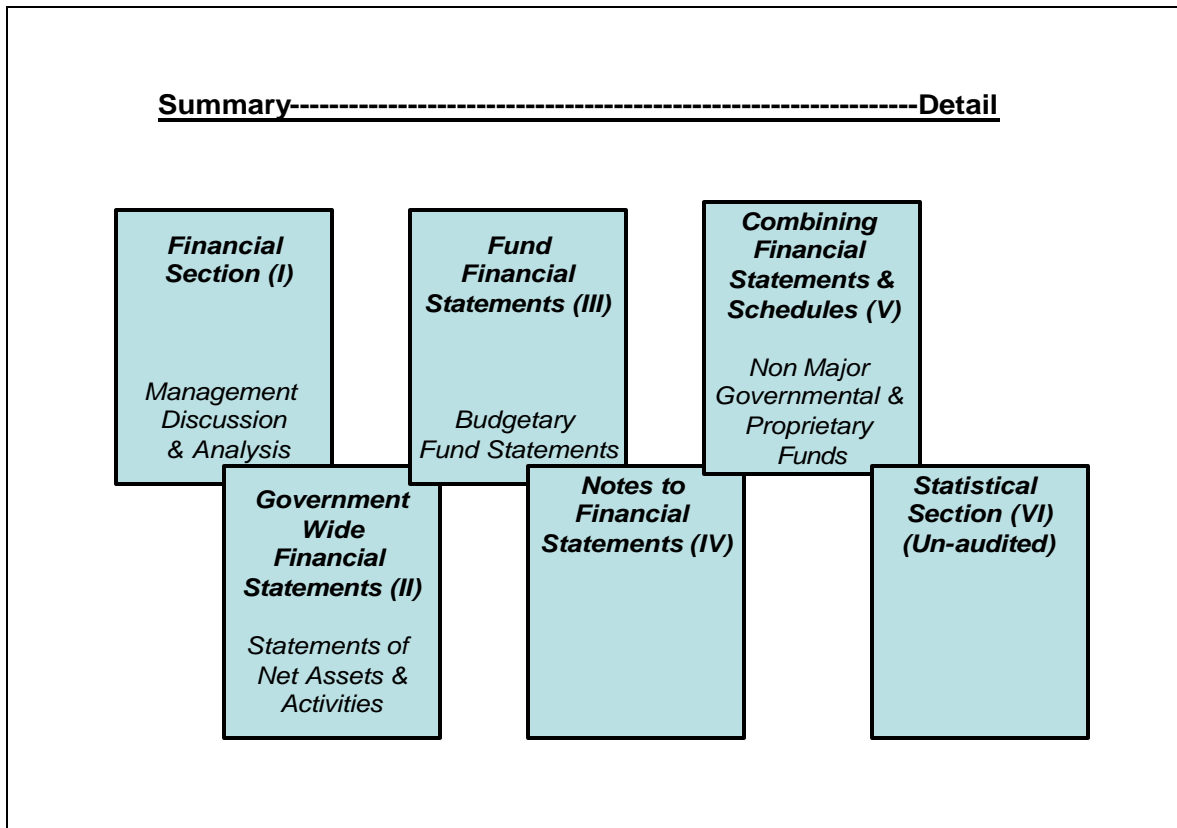 Summary----------------------------------------------------------------Detail
Financial
Section (I)
Management
Discussion
& Analysis
Government
Wide
Financial
Statements (II)
Statements of
Net Assets &
Activities
Fund
Financial
Statements (III)
Budgetary
Fund Statements
Notes to
Financial
Statements (IV)
Combining
Financial
Statements &
Schedules (V)
Non Major
Governmental &
Proprietary
Funds
Statistical
Section (VI)
(Un-audited)